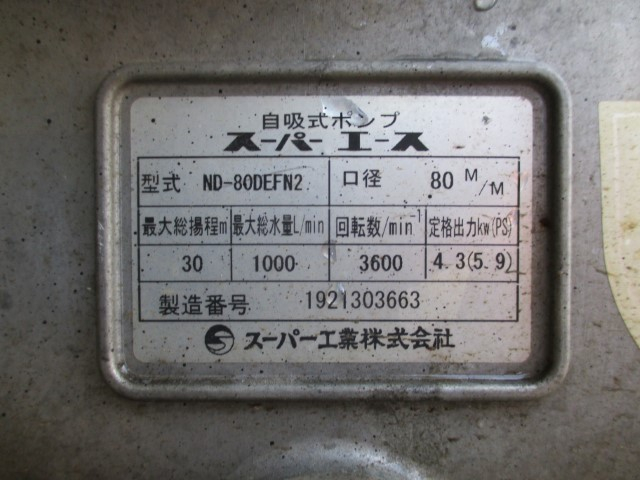 自吸式ポンプ
スーパー エース
型式 ND-80DEFN2 口径 80 M/M
最大総揚程m 最大総水量L/min 回転数/min⁻¹ 定格出力kw(PS)
30 1000 3600 4.3(5.9)
製造番号 1921303663
スーパー工業株式会社